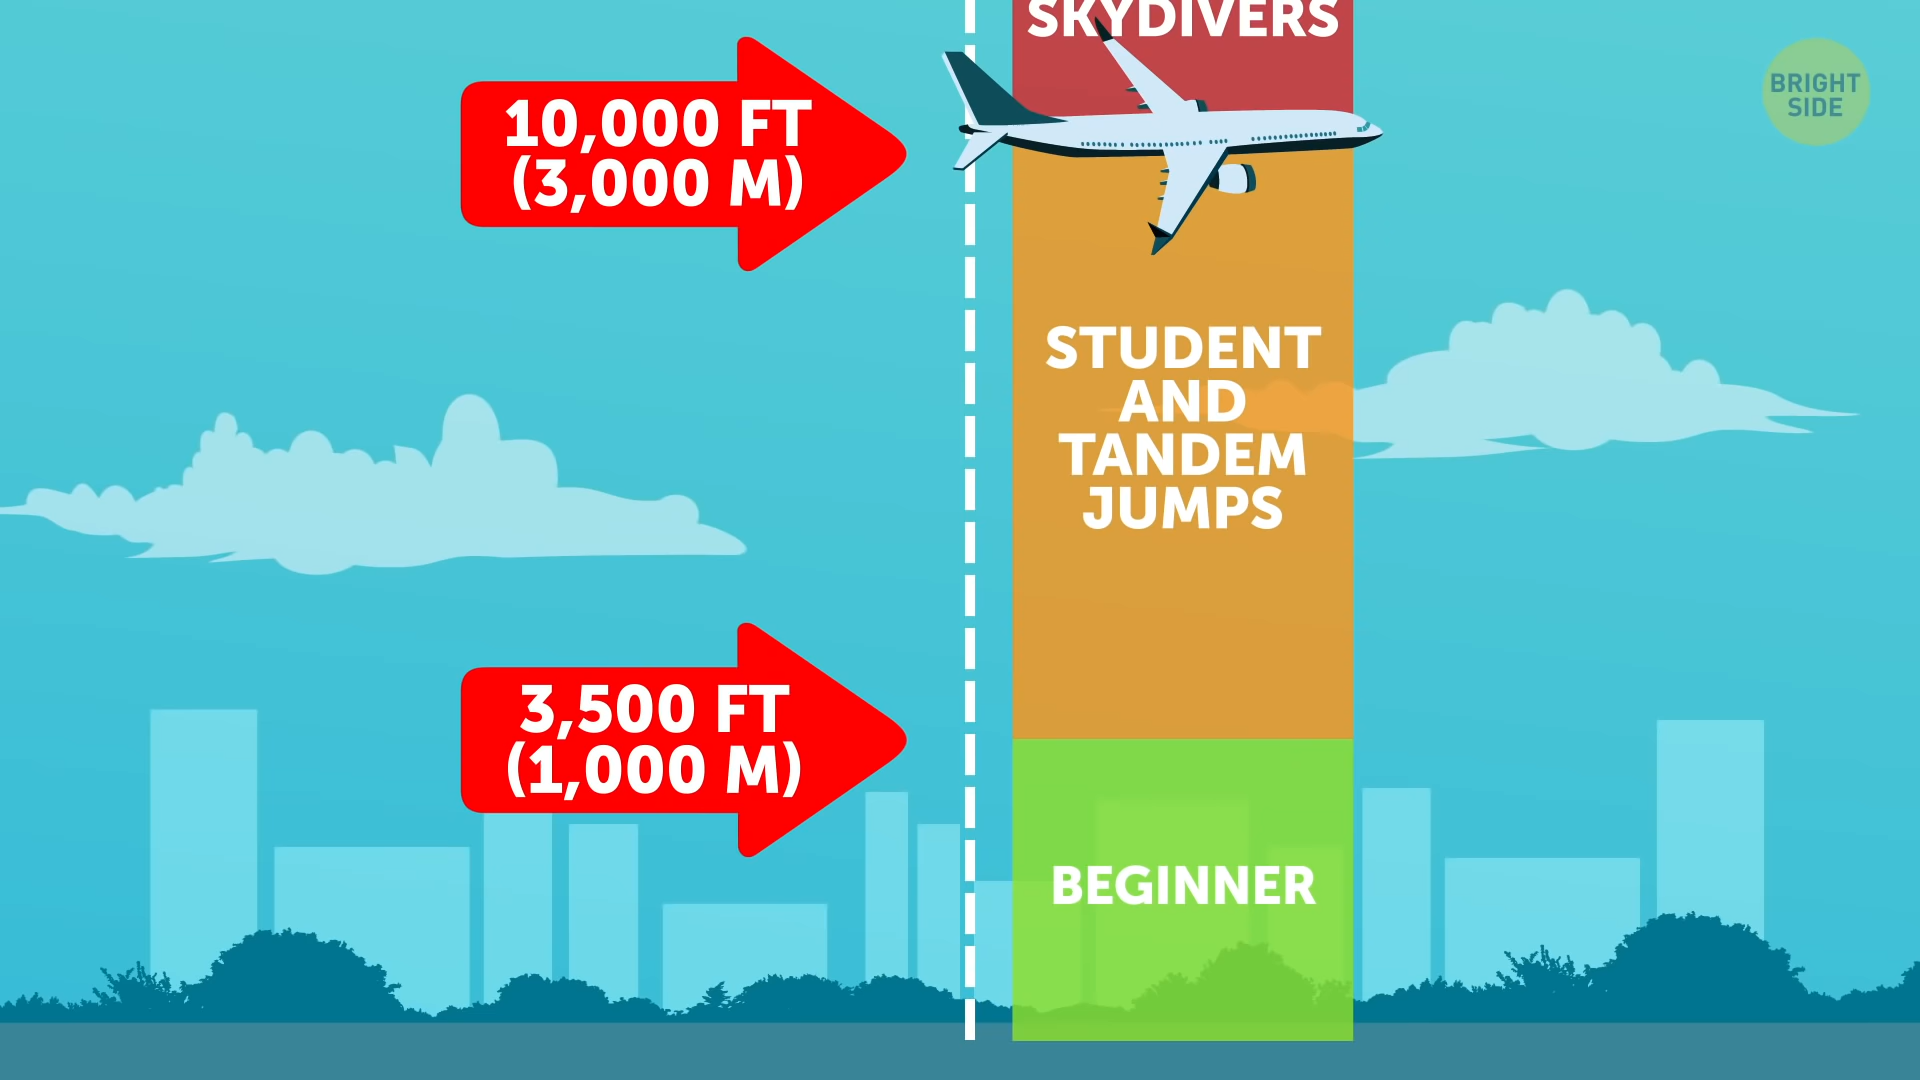 SKYDIVERS
10,000 FT
(3,000 M)
BRIGHT
SIDE
STUDENT
AND
TANDEM
JUMPS
3,500 FT
(1,000 M)
BEGINNER